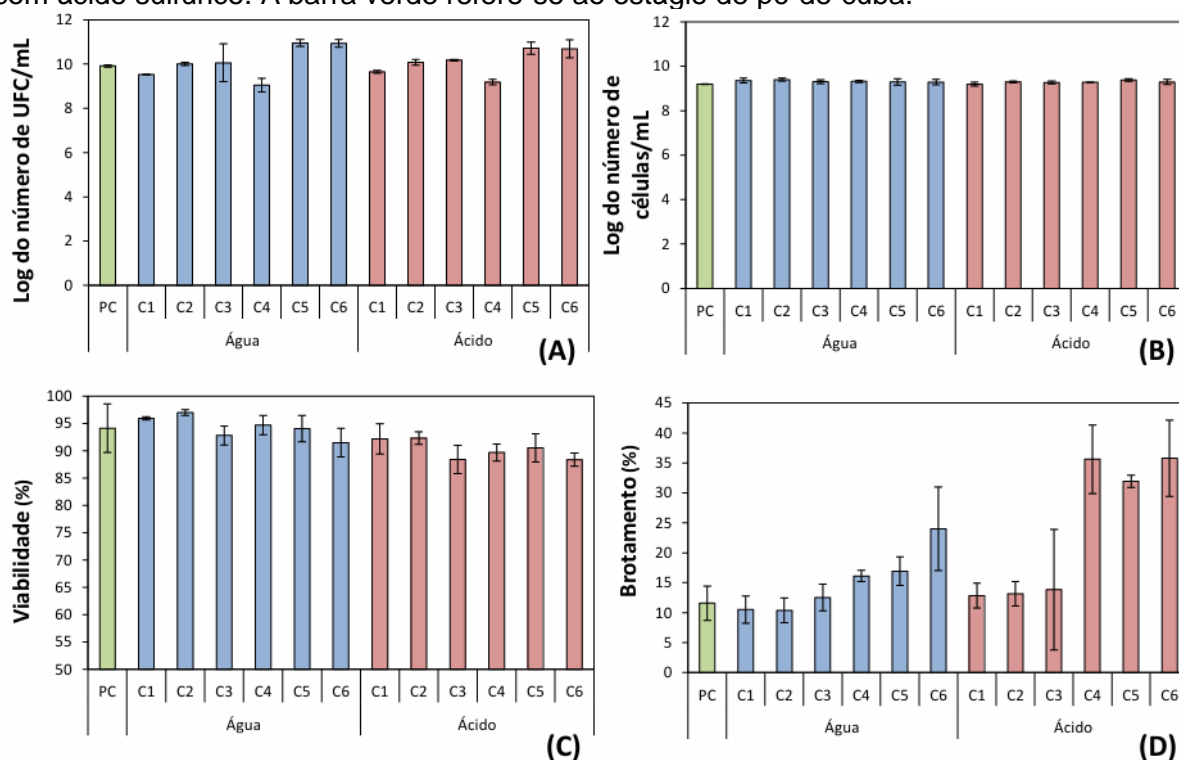 com ácido sulfúrico. A barra verde refere-se ao estágio de pé-de-cuba.
Log do número de UFC/mL
12
10
8
6
4
2
0
PC C1 C2 C3 C4 C5 C6 C1 C2 C3 C4 C5 C6
Água Ácido
(A)
Log do número de
células/mL
12
10
8
6
4
2
0
PC C1 C2 C3 C4 C5 C6 C1 C2 C3 C4 C5 C6
Água Ácido
(B)
Viabilidade (%)
100
95
90
85
80
75
70
65
60
55
50
PC C1 C2 C3 C4 C5 C6 C1 C2 C3 C4 C5 C6
Água Ácido
(C)
Brotamento (%)
45
40
35
30
25
20
15
10
5
0
PC C1 C2 C3 C4 C5 C6 C1 C2 C3 C4 C5 C6
Água Ácido
(D)